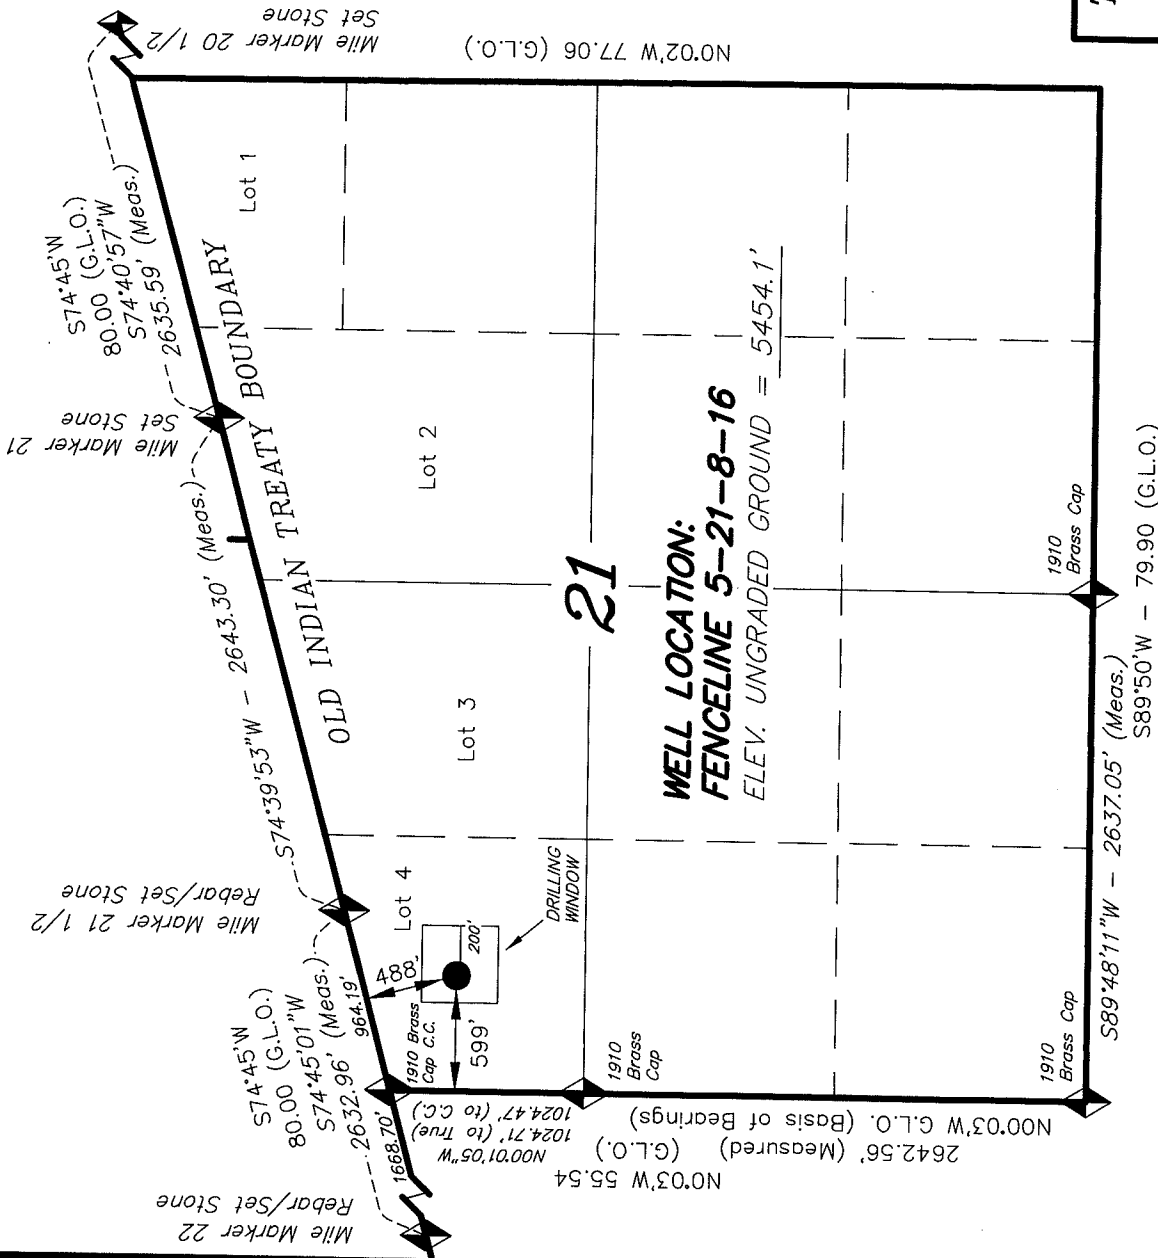 Mile Marker 22
Rebar/Set Stone
S74°45'W
80.00 (G.L.O.)
S74°45'01"W
2632.96' (Meas.)
1668.70'
964.19'
Mile Marker 21 1/2
Rebar/Set Stone
S74°39'53"W - 2643.30' (Meas.)
Mile Marker 21
Set Stone
S74°45'W
80.00 (G.L.O.)
S74°40'57"W
2635.59' (Meas.)
Mile Marker 20 1/2
Set Stone
OLD INDIAN TREATY BOUNDARY
Lot 4
Lot 3
Lot 2
Lot 1
488'
599'
200'
DRILLING
WINDOW
1910 Brass
Cap C.C.
1910
Brass
Cap
21
WELL LOCATION:
FENCELINE 5-21-8-16
ELEV. UNGRADED GROUND = 5454.1'
N0°03'W 55.54
(G.L.O.)
N00°01'05"W
1024.71' (to True)
1024.47' (to C.C.)
2642.56' (Measured)
N00°03'W G.L.O. (Basis of Bearings)
N0°02'W 77.06 (G.L.O.)
1910
Brass Cap
1910
Brass Cap
S89°48'11"W - 2637.05' (Meas.)
S89°50'W - 79.90 (G.L.O.)